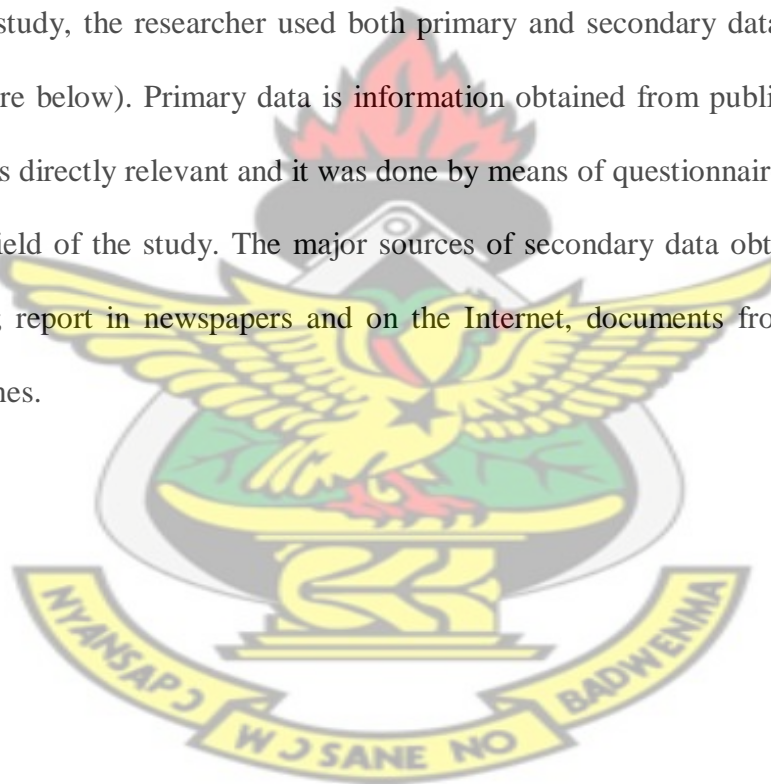 study, the researcher used both primary and secondary data
re below). Primary data is information obtained from publi
s directly relevant and it was done by means of questionnair
ield of the study. The major sources of secondary data obt
report in newspapers and on the Internet, documents fro
nes.
NYANSAPƆ WƆSANE NO BADWENMA